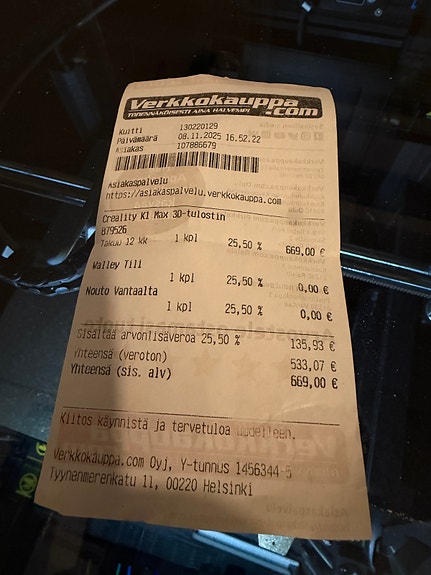 Verkkokauppa
.com
TODENNÄKÖISESTI AINA HALVEMPI
Kuitti 130220129
Päivämäärä 08.11.2025 16.52.22
Asiakas 107886679
Asiakaspalvelu
https://asiakaspalvelu.verkkokauppa.com
Creality K1 Max 3D-tulostin
879526 1 kpl 25,50 % 669,00 €
Takuu 12 kk
Walley Tili
1 kpl 25,50 % 0,00 €
Nouto Vantaalta
1 kpl 25,50 % 0,00 €
Sisältää arvonlisäveroa 25,50 % 135,93 €
Yhteensä (veroton) 533,07 €
Yhteensä (sis. alv) 669,00 €
Kiitos käynnistä ja tervetuloa uudelleen.
Verkkokauppa.com Oyj, Y-tunnus 1456344-5
Tyynenmerenkatu 11, 00220 Helsinki